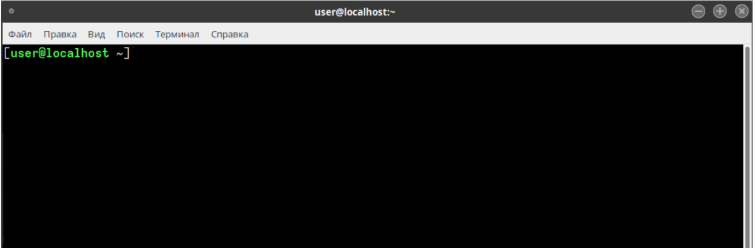 user@localhost:~
Файл Правка Вид Поиск Терминал Справка
[user@localhost ~]